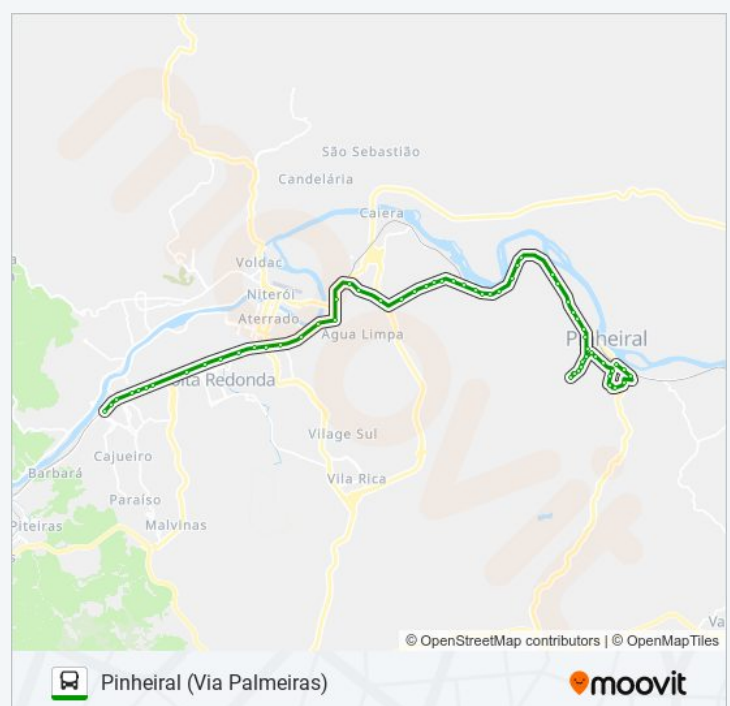 São Sebastião
Candelária
Caiera
Voldac
Niterói
Aterrado
Água Limpa
Pinheiral
Volta Redonda
Vilage Sul
Cajueiro
Barbará
Vila Rica
Paraíso
Piteiras
Malvinas
© OpenStreetMap contributors | © OpenMapTiles
Pinheiral (Via Palmeiras)
moovit